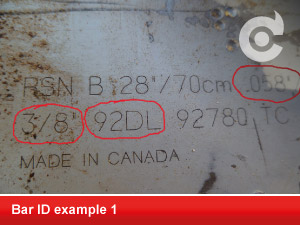 RSN B 28"/70cm .058"
3/8" 92DL 92780 TC
MADE IN CANADA
Bar ID example 1